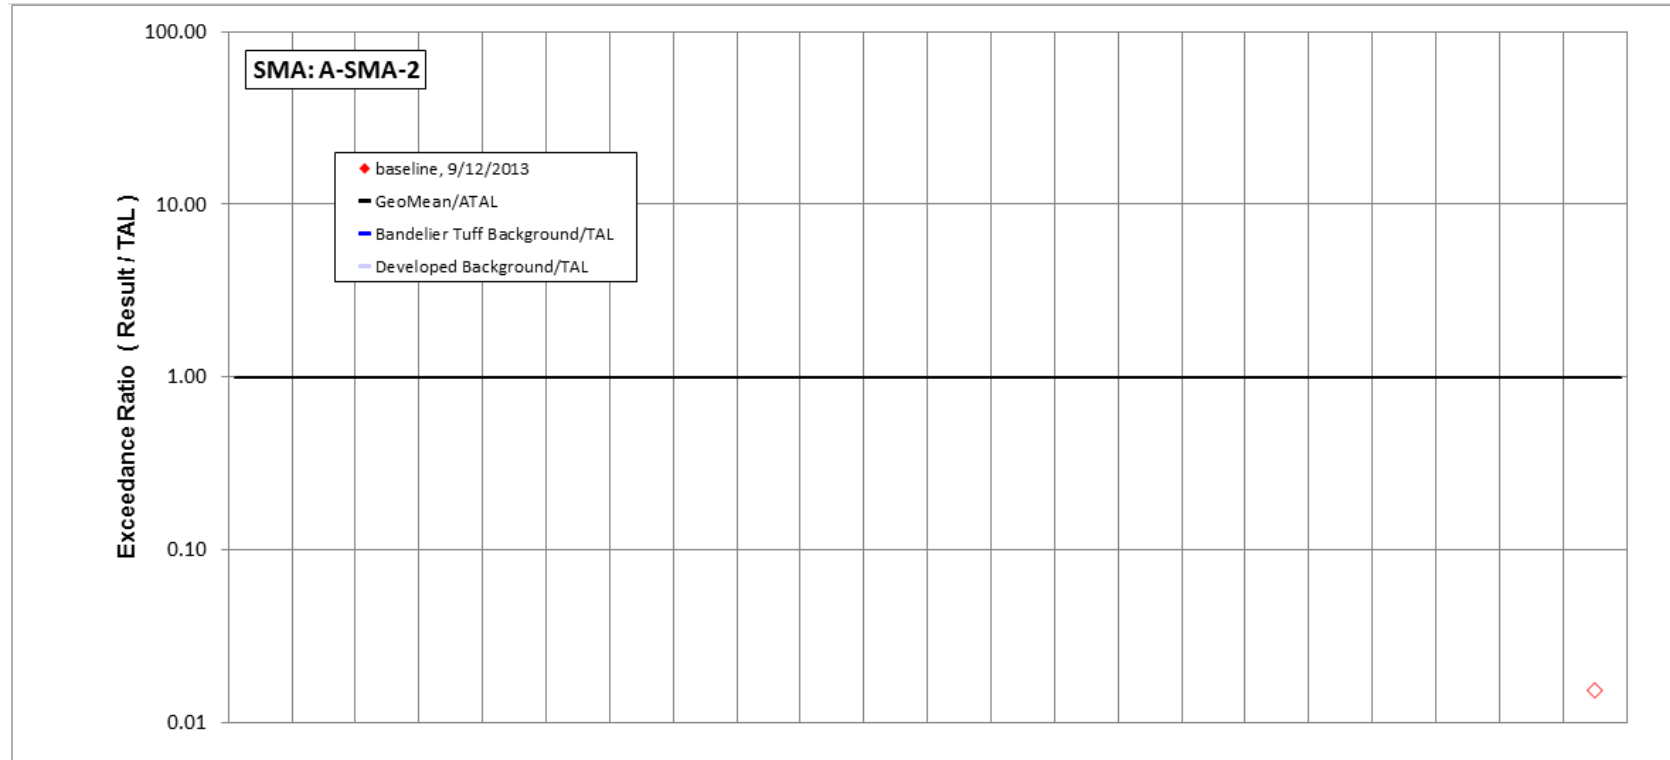 100.00
SMA: A-SMA-2
baseline, 9/12/2013
GeoMean/ATAL
Bandelier Tuff Background/TAL
Developed Background/TAL
10.00
1.00
0.10
0.01
Exceedance Ratio ( Result / TAL )